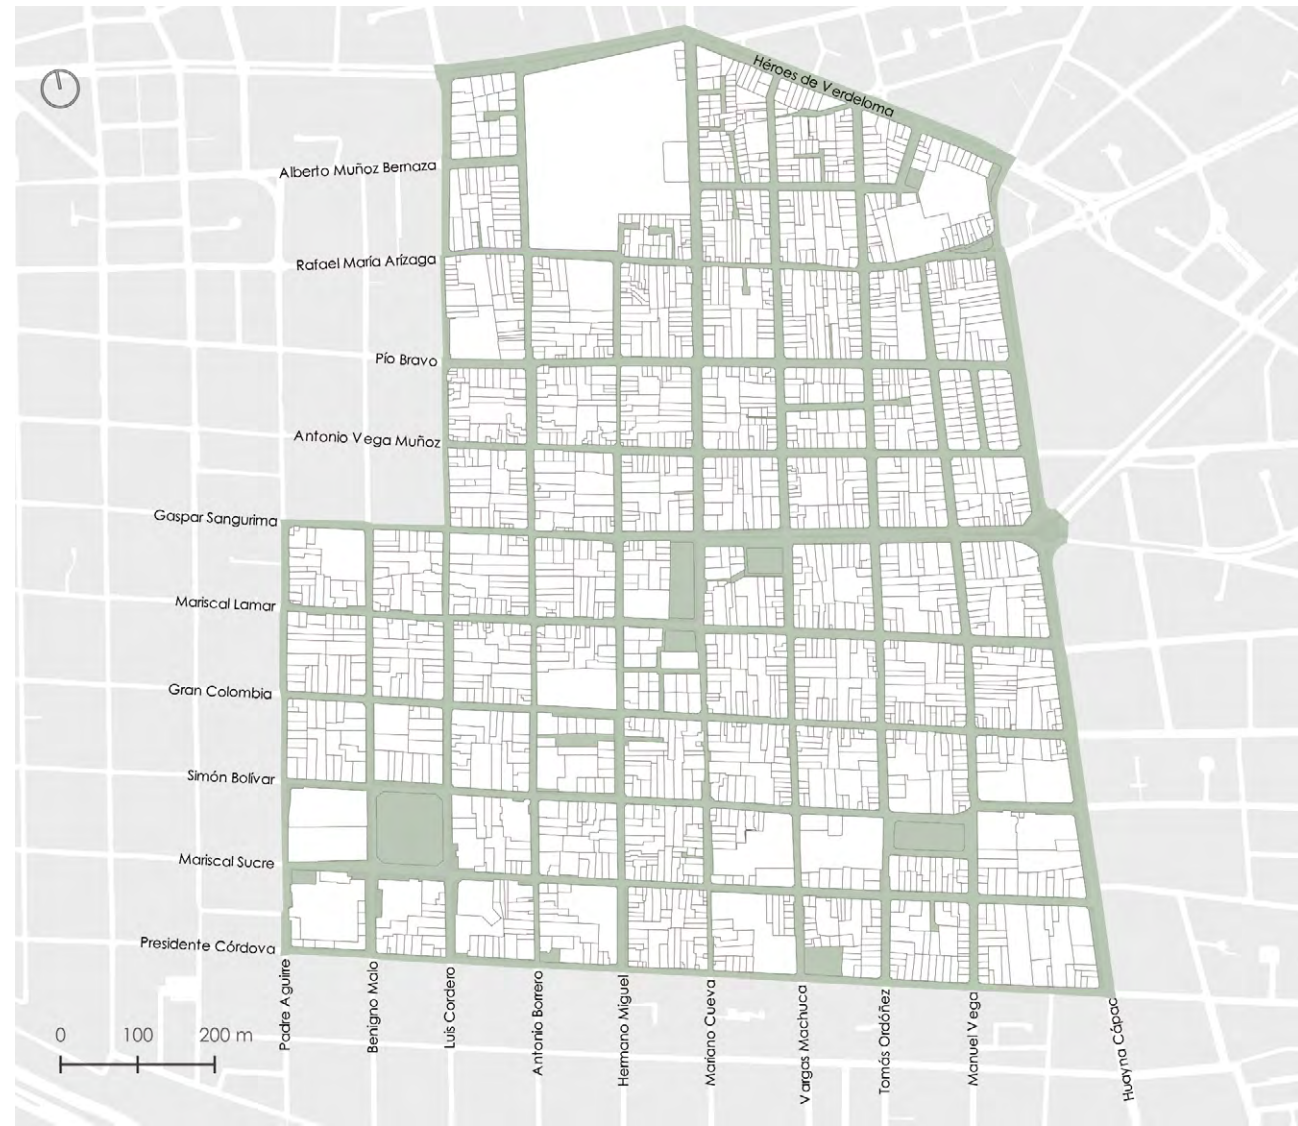 Héroes de Verdeloma
Alberto Muñoz Bernaza
Rafael María Arízaga
Pío Bravo
Antonio Vega Muñoz
Gaspar Sangurima
Mariscal Lamar
Gran Colombia
Simón Bolívar
Mariscal Sucre
Presidente Córdova
Padre Aguirre
Benigno Malo
Luis Cordero
Antonio Borrero
Hermano Miguel
Mariano Cueva
Vargas Machuca
Tomás Ordóñez
Manuel Vega
Huayna Cápac
0 100 200 m